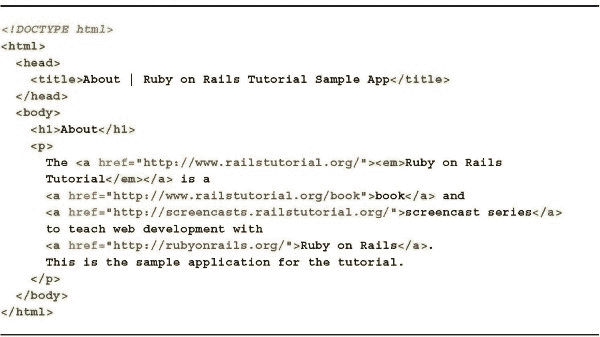 <!DOCTYPE html>
<html>
  <head>
    <title>About | Ruby on Rails Tutorial Sample App</title>
  </head>
  <body>
    <h1>About</h1>
    <p>
      The <a href="http://www.railstutorial.org/"><em>Ruby on Rails
      Tutorial</em></a> is a
      <a href="http://www.railstutorial.org/book">book</a> and
      <a href="http://screencasts.railstutorial.org/">screencast series</a>
      to teach web development with
      <a href="http://rubyonrails.org/">Ruby on Rails</a>.
      This is the sample application for the tutorial.
    </p>
  </body>
</html>